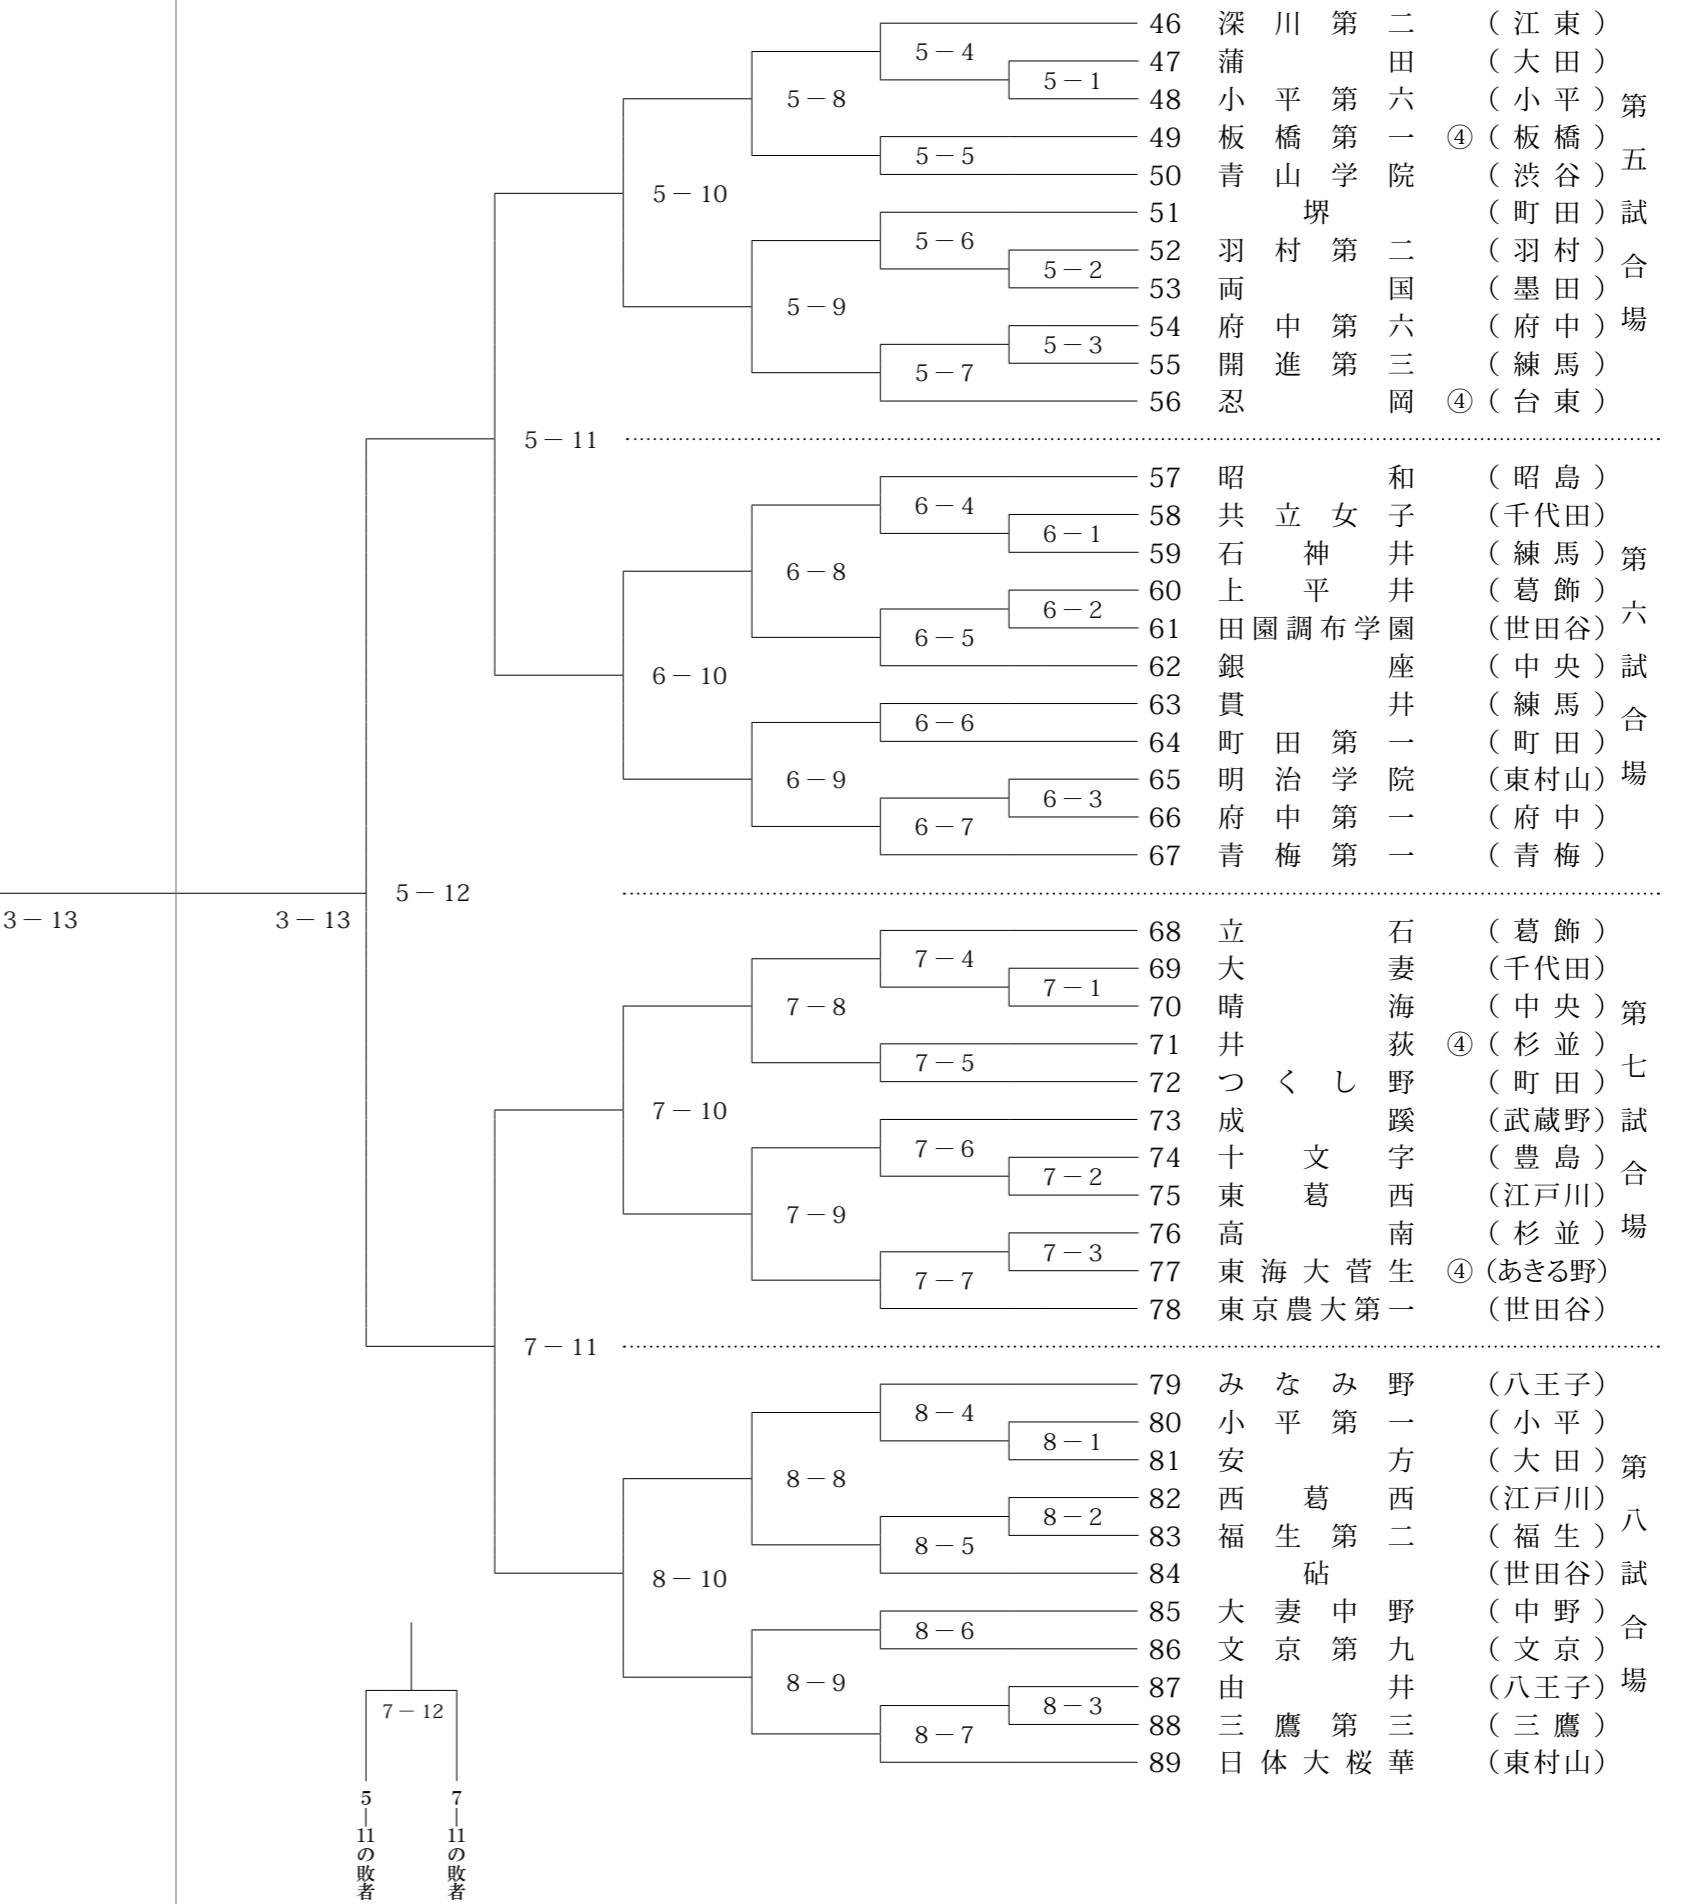 46 深川第二 （江東）
5－4
47 蒲田 （大田）
5－1
5－8
48 小平第六 （小平）
49 板橋第一 ④（板橋）
5－5
50 青山学院 （渋谷）
5－10
51 堺 （町田）
5－6
52 羽村第二 （羽村）
5－2
53 両国 （墨田）
5－9
54 府中第六 （府中）
5－3
55 開進第三 （練馬）
5－7
56 忍岡 ④（台東）
第五試合場
5－11
57 昭和 （昭島）
6－4
58 共立女子 （千代田）
6－1
59 石神井 （練馬）
6－8
60 上平井 （葛飾）
6－2
61 田園調布学園 （世田谷）
6－5
62 銀座 （中央）
6－10
63 貫井 （練馬）
6－6
64 町田第一 （町田）
6－9
65 明治学院 （東村山）
6－3
66 府中第一 （府中）
6－7
67 青梅第一 （青梅）
第六試合場
5－12
3－13
3－13
68 立石 （葛飾）
7－4
69 大妻 （千代田）
7－1
7－8
70 晴海 （中央）
71 井荻 ④（杉並）
7－5
72 つくし野 （町田）
7－10
73 成蹊 （武蔵野）
7－6
74 十文字 （豊島）
7－2
75 東葛西 （江戸川）
7－9
76 高南 （杉並）
7－3
77 東海大菅生 ④（あきる野）
7－7
78 東京農大第一 （世田谷）
第七試合場
7－11
79 みなみ野 （八王子）
8－4
80 小平第一 （小平）
8－1
81 安方 （大田）
8－8
82 西葛西 （江戸川）
8－2
83 福生第二 （福生）
8－5
84 砧 （世田谷）
8－10
85 大妻中野 （中野）
8－6
86 文京第九 （文京）
8－9
87 由井 （八王子）
8－3
88 三鷹第三 （三鷹）
8－7
89 日体大桜華 （東村山）
第八試合場
7－12
5―11の敗者
7―11の敗者